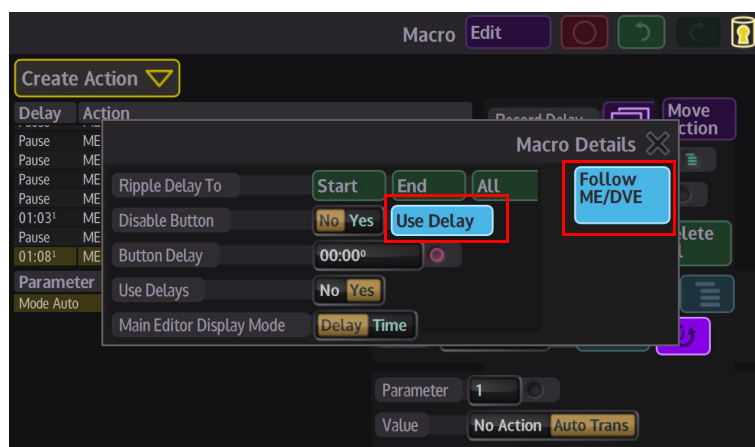 Macro Edit
Create Action
Delay Action
Pause ME
Pause ME
Pause ME
Pause ME
01:03¹ ME
Pause ME
01:08¹ ME
Parameter
Mode Auto
Record Delay
Move
ction
Macro Details
Ripple Delay To Start End All
Follow
ME/DVE
Disable Button No Yes Use Delay
Button Delay 00:00⁰
Use Delays No Yes
Main Editor Display Mode Delay Time
lete
Parameter 1
Value No Action Auto Trans